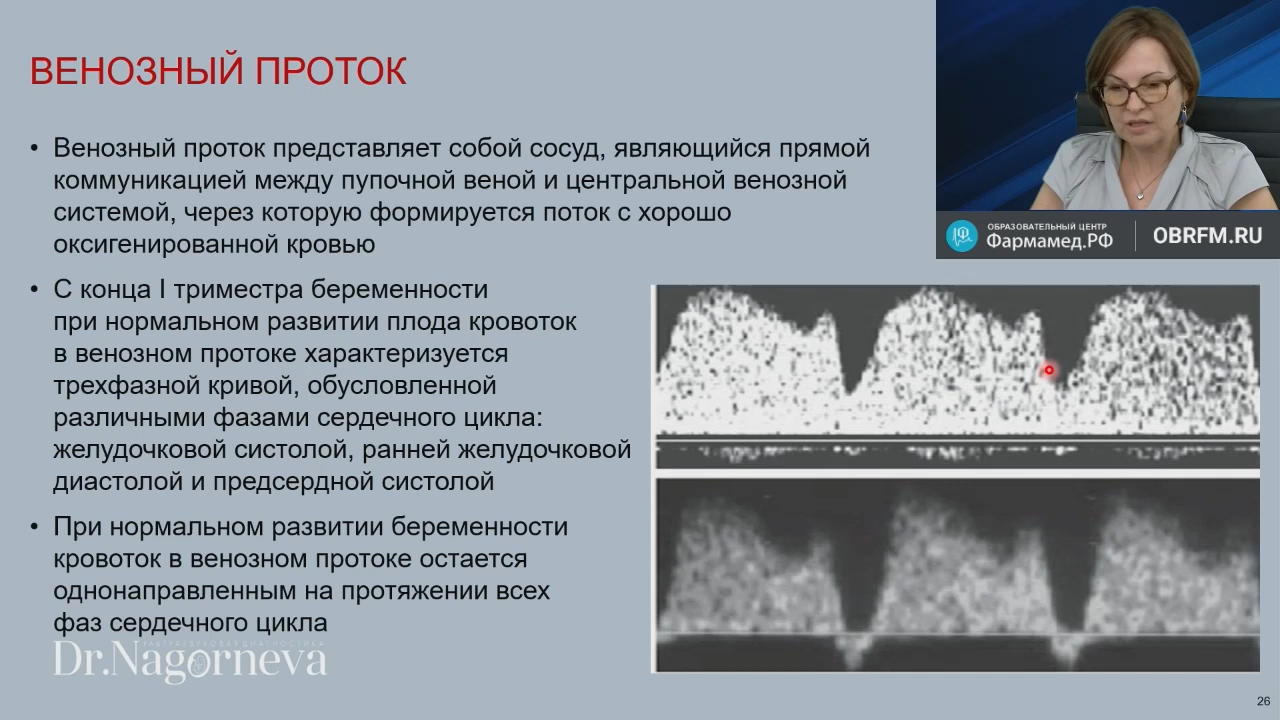 ВЕНОЗНЫЙ ПРОТОК
• Венозный проток представляет собой сосуд, являющийся прямой
коммуникацией между пупочной веной и центральной венозной
системой, через которую формируется поток с хорошо
оксигенированной кровью
• С конца I триместра беременности
при нормальном развитии плода кровоток
в венозном протоке характеризуется
трехфазной кривой, обусловленной
различными фазами сердечного цикла:
желудочковой систолой, ранней желудочковой
диастолой и предсердной систолой
• При нормальном развитии беременности
кровоток в венозном протоке остается
однонаправленным на протяжении всех
фаз сердечного цикла
УЛЬТРАЗВУКОВАЯ ДИАГНОСТИКА
Dr.Nagorneva
ОБРАЗОВАТЕЛЬНЫЙ ЦЕНТР
Фармамед.РФ
OBRFM.RU
26